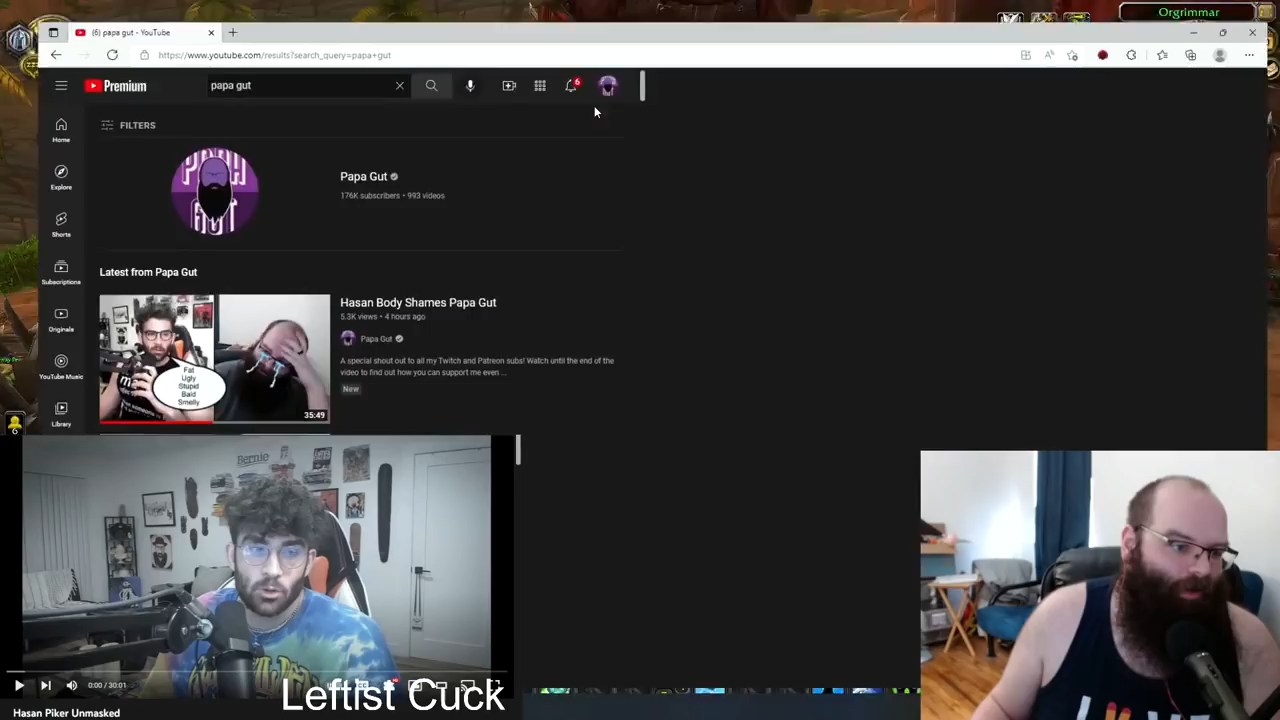 Orgrimmar
(6) papa gut - YouTube
https://www.youtube.com/results?search_query=papa+gut
Premium
papa gut
6
FILTERS
Home
Explore
Shorts
Subscriptions
Originals
YouTube Music
Library
PAPA
GUT
Papa Gut
176K subscribers • 993 videos
Latest from Papa Gut
Hasan Body Shames Papa Gut
5.3K views • 4 hours ago
Papa Gut
A special shout out to all my Twitch and Patreon subs! Watch until the end of the
video to find out how you can support me even ...
New
Fat
Ugly
Stupid
Bald
Smelly
35:49
6
Bernie
0:00 / 30:01
Leftist Cuck
Hasan Piker Unmasked